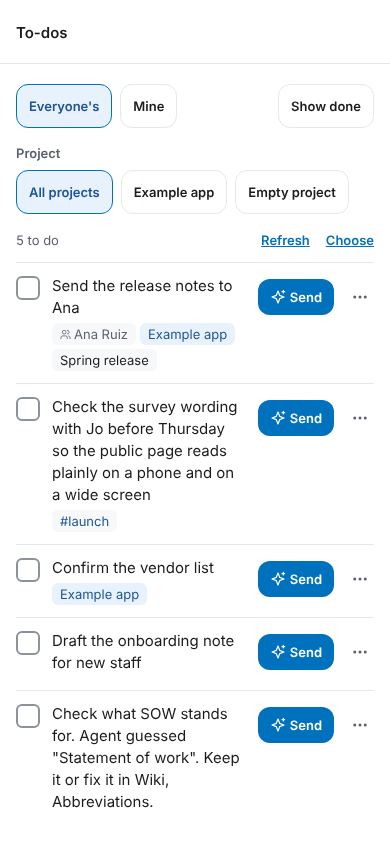 To-dos
Everyone's
Mine
Show done
Project
All projects
Example app
Empty project
5 to do
Refresh
Choose
Send the release notes to
Ana
Send
Ana Ruiz
Example app
Spring release
Check the survey wording
with Jo before Thursday
so the public page reads
plainly on a phone and on
a wide screen
Send
#launch
Confirm the vendor list
Send
Example app
Draft the onboarding note
for new staff
Send
Check what SOW stands
for. Agent guessed
"Statement of work". Keep
it or fix it in Wiki,
Abbreviations.
Send